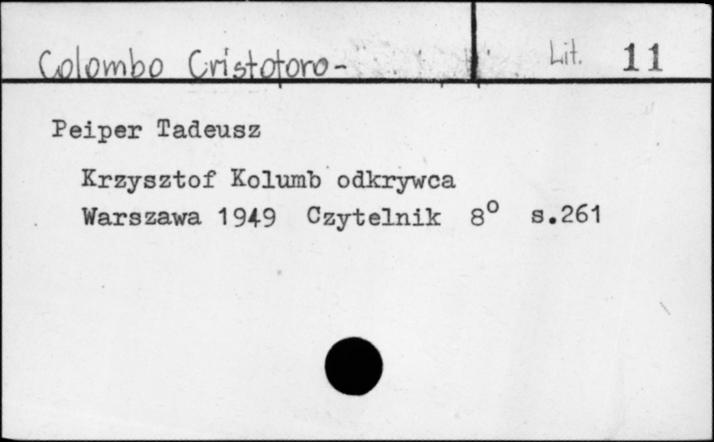 Colombo Cristoforo - Lit. 11
Peiper Tadeusz
Krzysztof Kolumb odkrywca
Warszawa 1949 Czytelnik 8° s.261